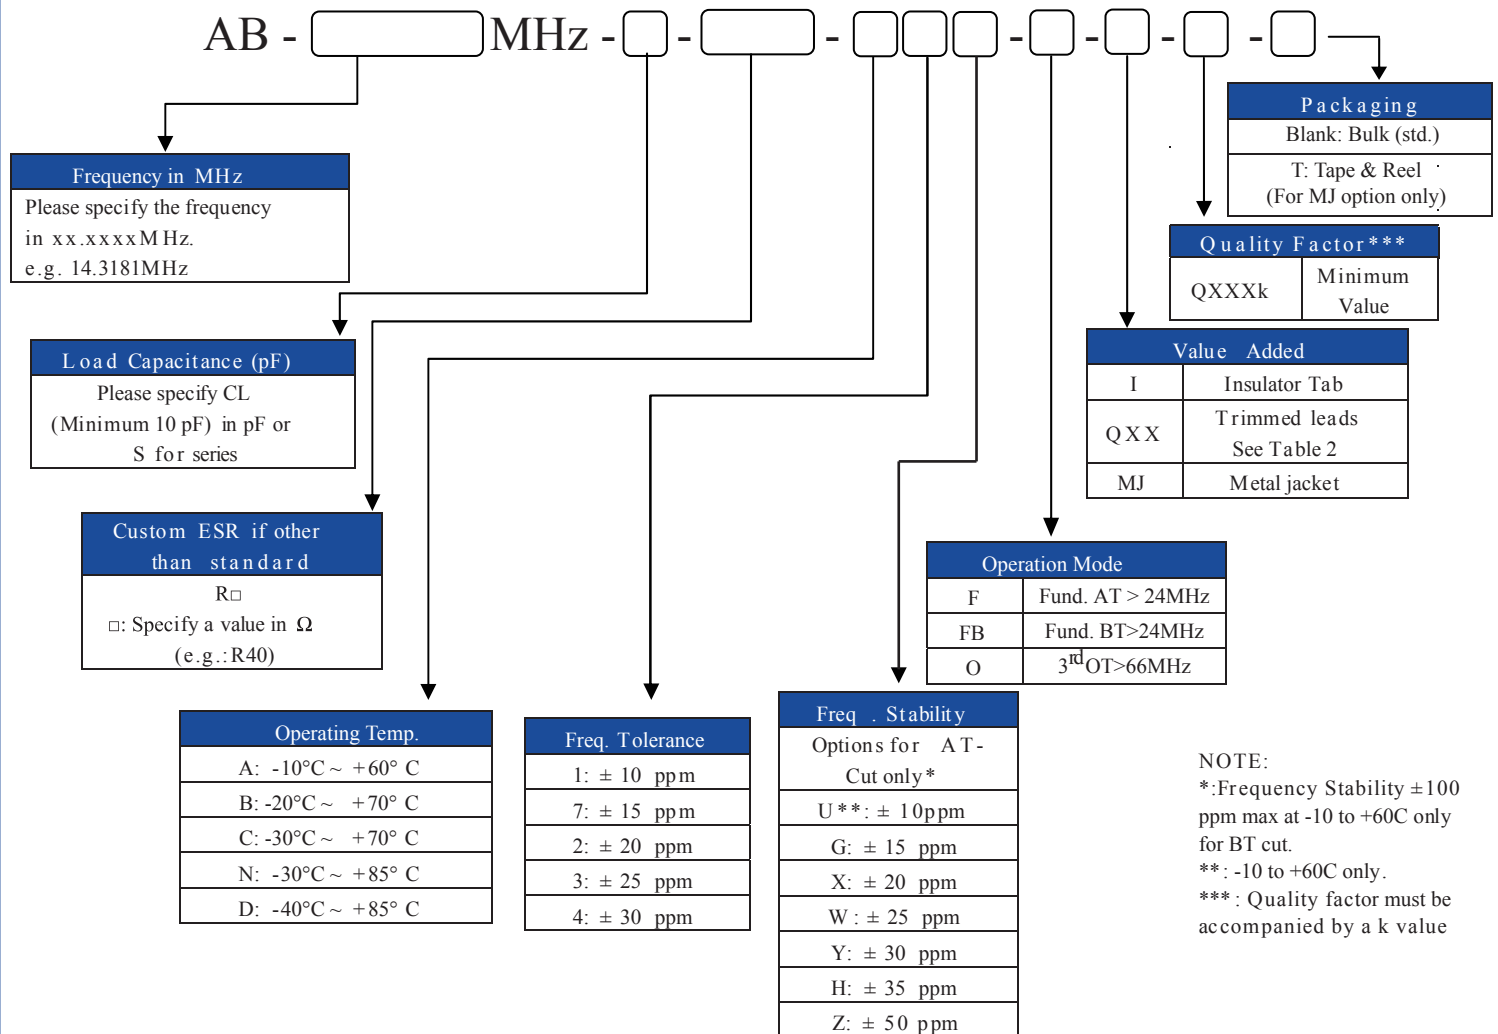 AB - MHz - - - - - - -
Packaging
Blank: Bulk (std.)
T: Tape & Reel
(For MJ option only)
Frequency in MHz
Please specify the frequency
in xx.xxxxMHz.
e.g. 14.3181MHz
Quality Factor***
QXXXk
Minimum
Value
Load Capacitance (pF)
Please specify CL
(Minimum 10 pF) in pF or
S for series
Value Added
I Insulator Tab
QXX
Trimmed leads
See Table 2
MJ Metal jacket
Custom ESR if other
than standard
R□
□: Specify a value in Ω
(e.g.:R40)
Operation Mode
F Fund. AT > 24MHz
FB Fund. BT>24MHz
O 3rdOT>66MHz
Operating Temp.
A: -10°C ~ +60° C
B: -20°C ~ +70° C
C: -30°C ~ +70° C
N: -30°C ~ +85° C
D: -40°C ~ +85° C
Freq. Tolerance
1: ± 10 ppm
7: ± 15 ppm
2: ± 20 ppm
3: ± 25 ppm
4: ± 30 ppm
Freq . Stability
Options for AT-
Cut only*
U**: ± 10ppm
G: ± 15 ppm
X: ± 20 ppm
W : ± 25 ppm
Y: ± 30 ppm
H: ± 35 ppm
Z: ± 50 ppm
NOTE:
*:Frequency Stability ±100
ppm max at -10 to +60C only
for BT cut.
**: -10 to +60C only.
***: Quality factor must be
accompanied by a k value